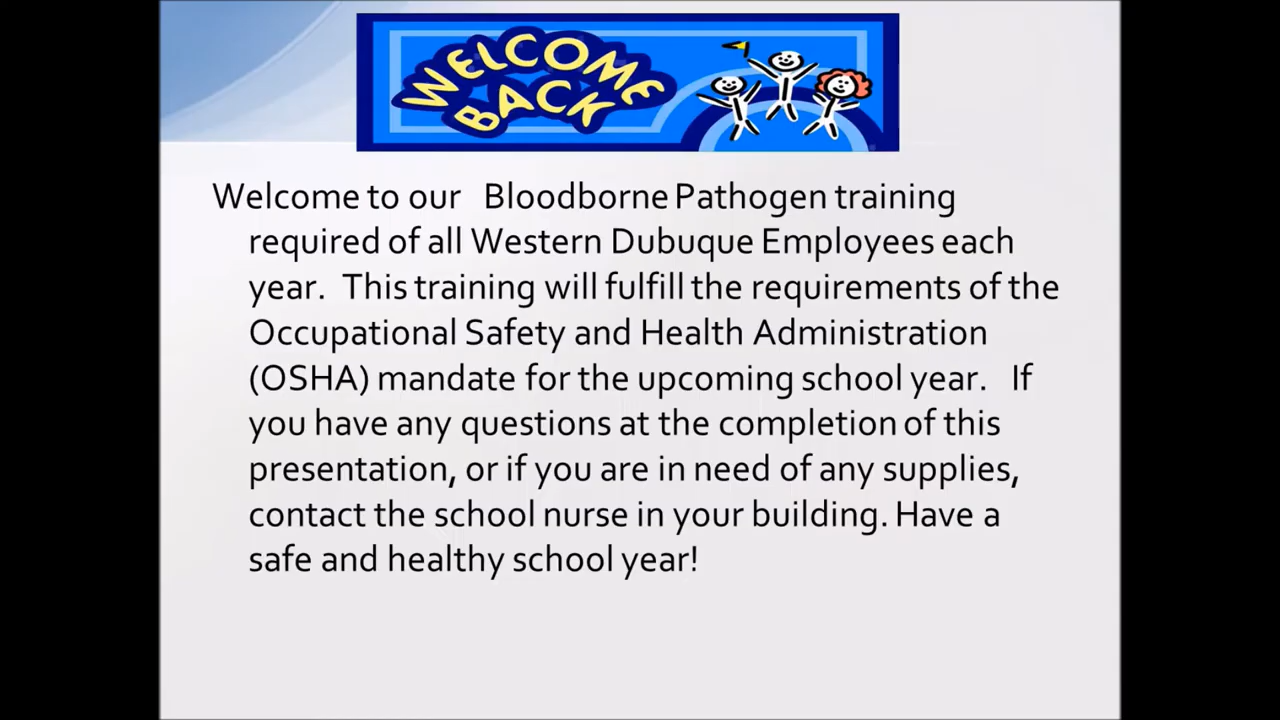 WELCOME
BACK
Welcome to our Bloodborne Pathogen training
required of all Western Dubuque Employees each
year. This training will fulfill the requirements of the
Occupational Safety and Health Administration
(OSHA) mandate for the upcoming school year. If
you have any questions at the completion of this
presentation, or if you are in need of any supplies,
contact the school nurse in your building. Have a
safe and healthy school year!